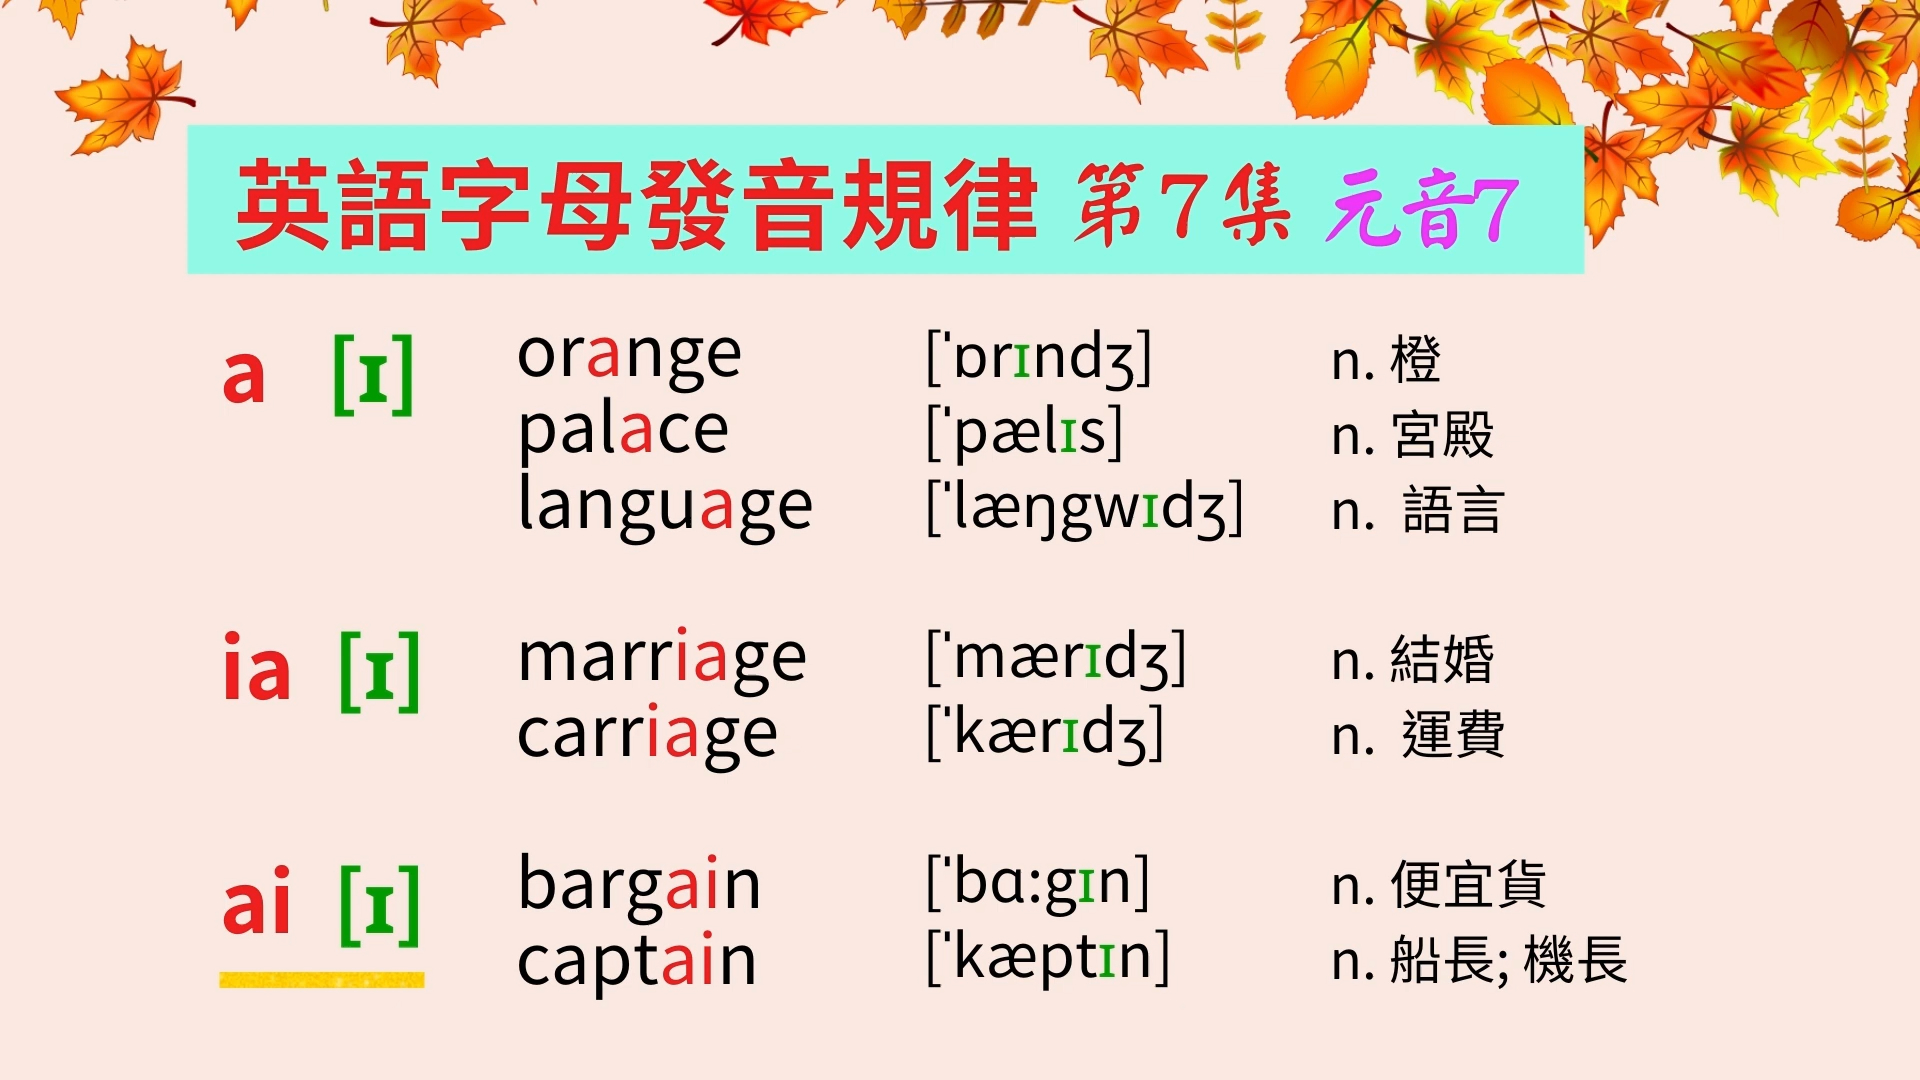 英語字母發音規律 第7集 元音7
a [ɪ] orange [ˈɒrɪndʒ] n. 橙
palace [ˈpælɪs] n. 宮殿
language [ˈlæŋgwɪdʒ] n. 語言
ia [ɪ] marriage [ˈmærɪdʒ] n. 結婚
carriage [ˈkærɪdʒ] n. 運費
ai [ɪ] bargain [ˈbɑ:gɪn] n. 便宜貨
captain [ˈkæptɪn] n. 船長; 機長